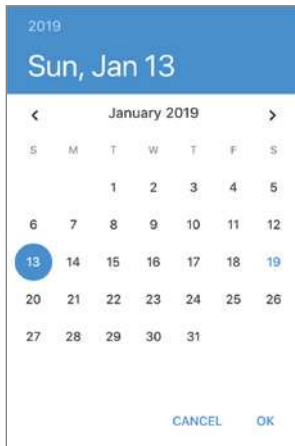 2019
Sun, Jan 13
January 2019
S M T W T F S
1 2 3 4 5
6 7 8 9 10 11 12
13 14 15 16 17 18 19
20 21 22 23 24 25 26
27 28 29 30 31
CANCEL OK